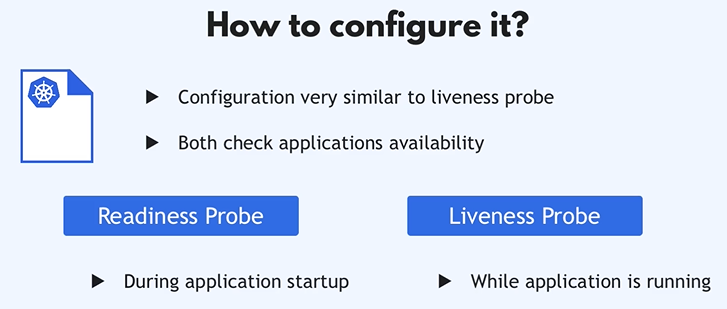 How to configure it?
Configuration very similar to liveness probe
Both check applications availability
Readiness Probe
Liveness Probe
During application startup
While application is running